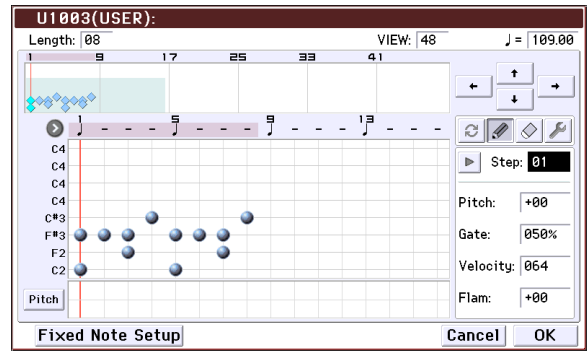 U1003(USER):
Length: 08 VIEW: 48 ♩= 109.00
1 9 17 25 33 41
1 - - - 5 - - - 9 - - - 13 - - -
C4
C4
Step: 01
C4
C4
Pitch: +00
C#3
F#3
Gate: 050%
F2
Velocity: 064
C2
Pitch
Flam: +00
Fixed Note Setup Cancel OK